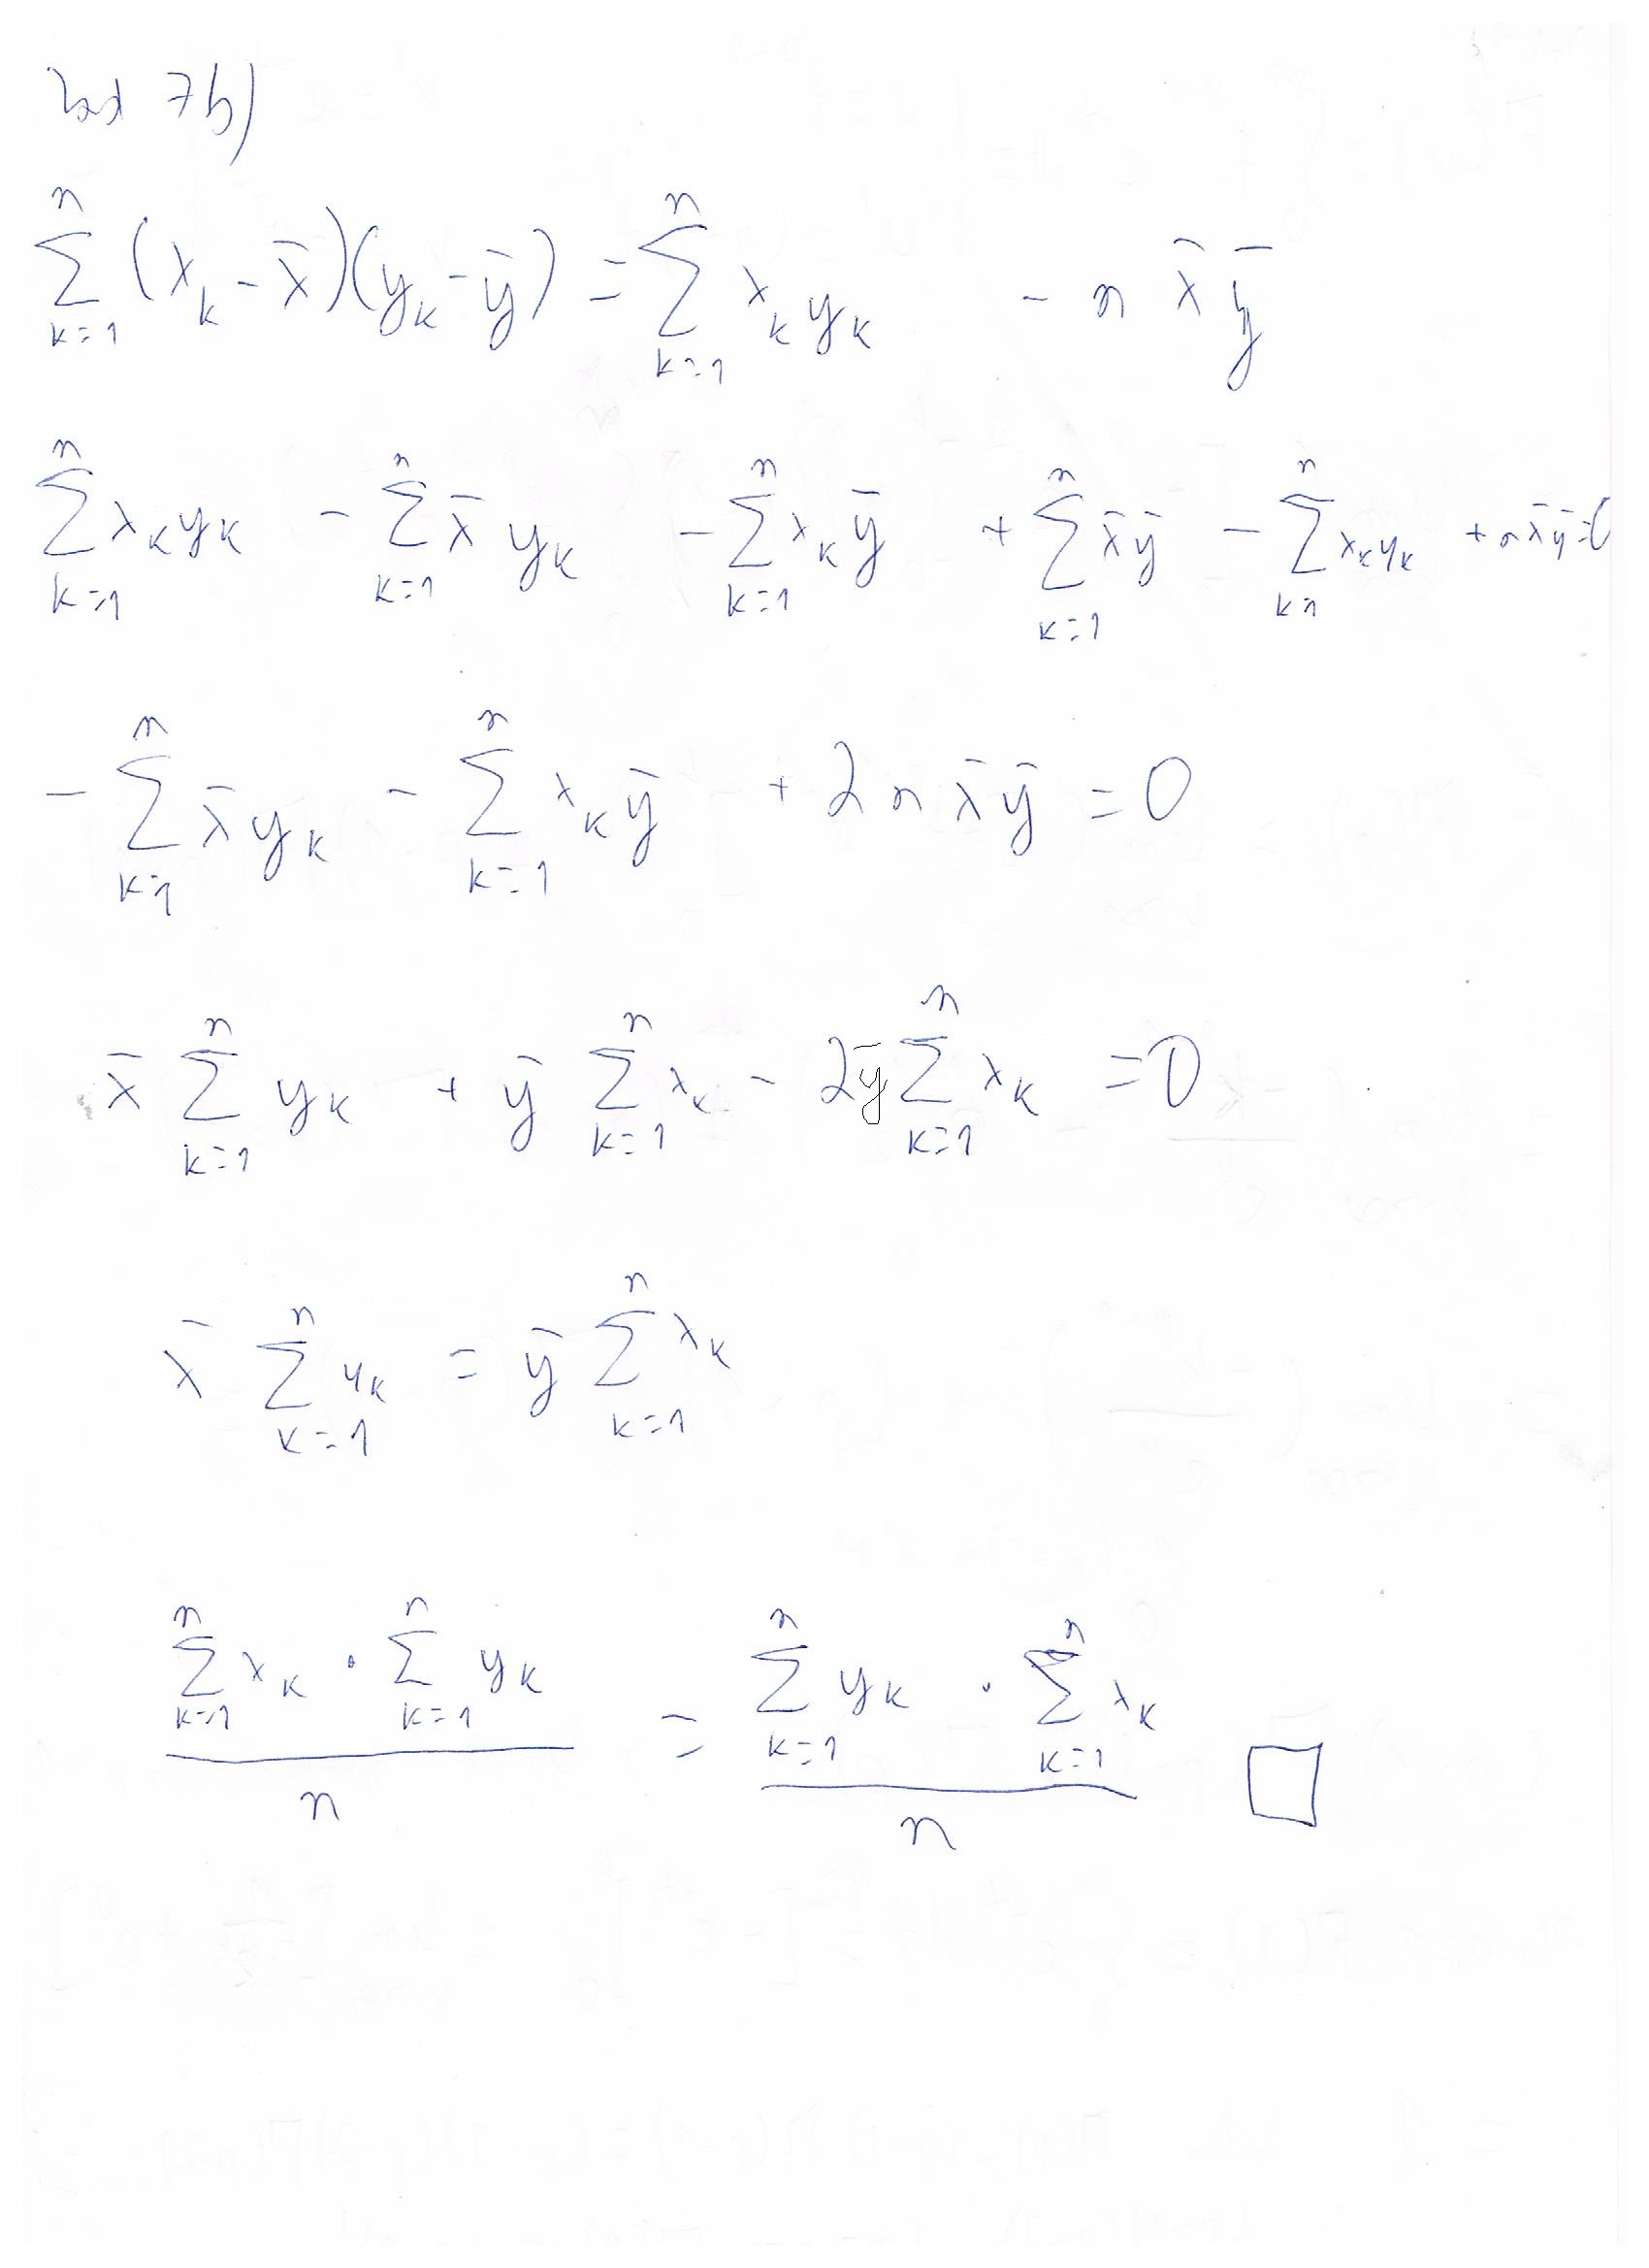 zad 7b)
\sum_{k=1}^{n} (x_k - \bar{x})(y_k - \bar{y}) = \sum_{k=1}^{n} x_k y_k - n \bar{x} \bar{y}
\sum_{k=1}^{n} x_k y_k - \sum_{k=1}^{n} \bar{x} y_k - \sum_{k=1}^{n} x_k \bar{y} + \sum_{k=1}^{n} \bar{x} \bar{y} - \sum_{k=1}^{n} x_k y_k + n \bar{x} \bar{y} = 0
- \sum_{k=1}^{n} \bar{x} y_k - \sum_{k=1}^{n} x_k \bar{y} + 2 n \bar{x} \bar{y} = 0
\bar{x} \sum_{k=1}^{n} y_k + \bar{y} \sum_{k=1}^{n} x_k - 2 \bar{y} \sum_{k=1}^{n} x_k = 0
\bar{x} \sum_{k=1}^{n} y_k = \bar{y} \sum_{k=1}^{n} x_k
\frac{\sum_{k=1}^{n} x_k \cdot \sum_{k=1}^{n} y_k}{n} = \frac{\sum_{k=1}^{n} y_k \cdot \sum_{k=1}^{n} x_k}{n} □